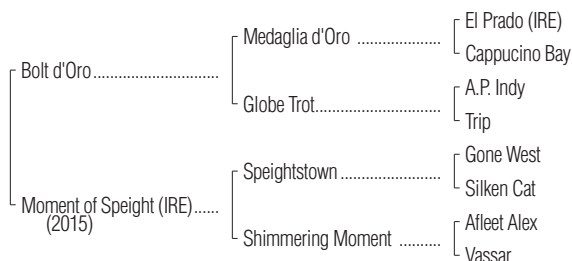 El Prado (IRE)
Medaglia d'Oro
Cappucino Bay
Bolt d'Oro
A.P. Indy
Globe Trot
Trip
Gone West
Speightstown
Silken Cat
Moment of Speight (IRE)
(2015)
Afleet Alex
Shimmering Moment
Vassar